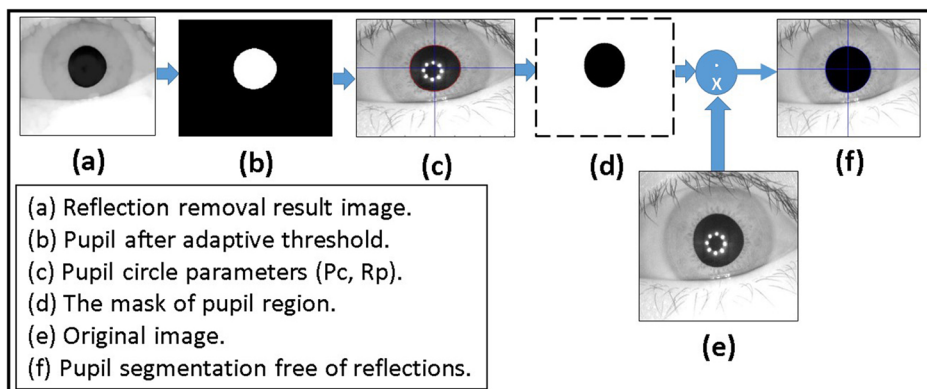 (a)
(b)
(c)
(d)
. X
(f)
(e)
(a) Reflection removal result image.
(b) Pupil after adaptive threshold.
(c) Pupil circle parameters (Pc, Rp).
(d) The mask of pupil region.
(e) Original image.
(f) Pupil segmentation free of reflections.